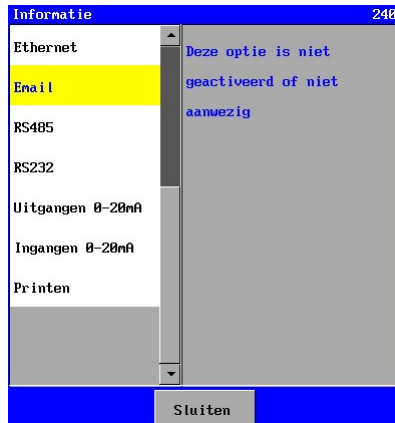 Informatie 240
Ethernet
Email
RS485
RS232
Uitgangen 0-20mA
Ingangen 0-20mA
Printen
Deze optie is niet
geactiveerd of niet
aanwezig
Sluiten